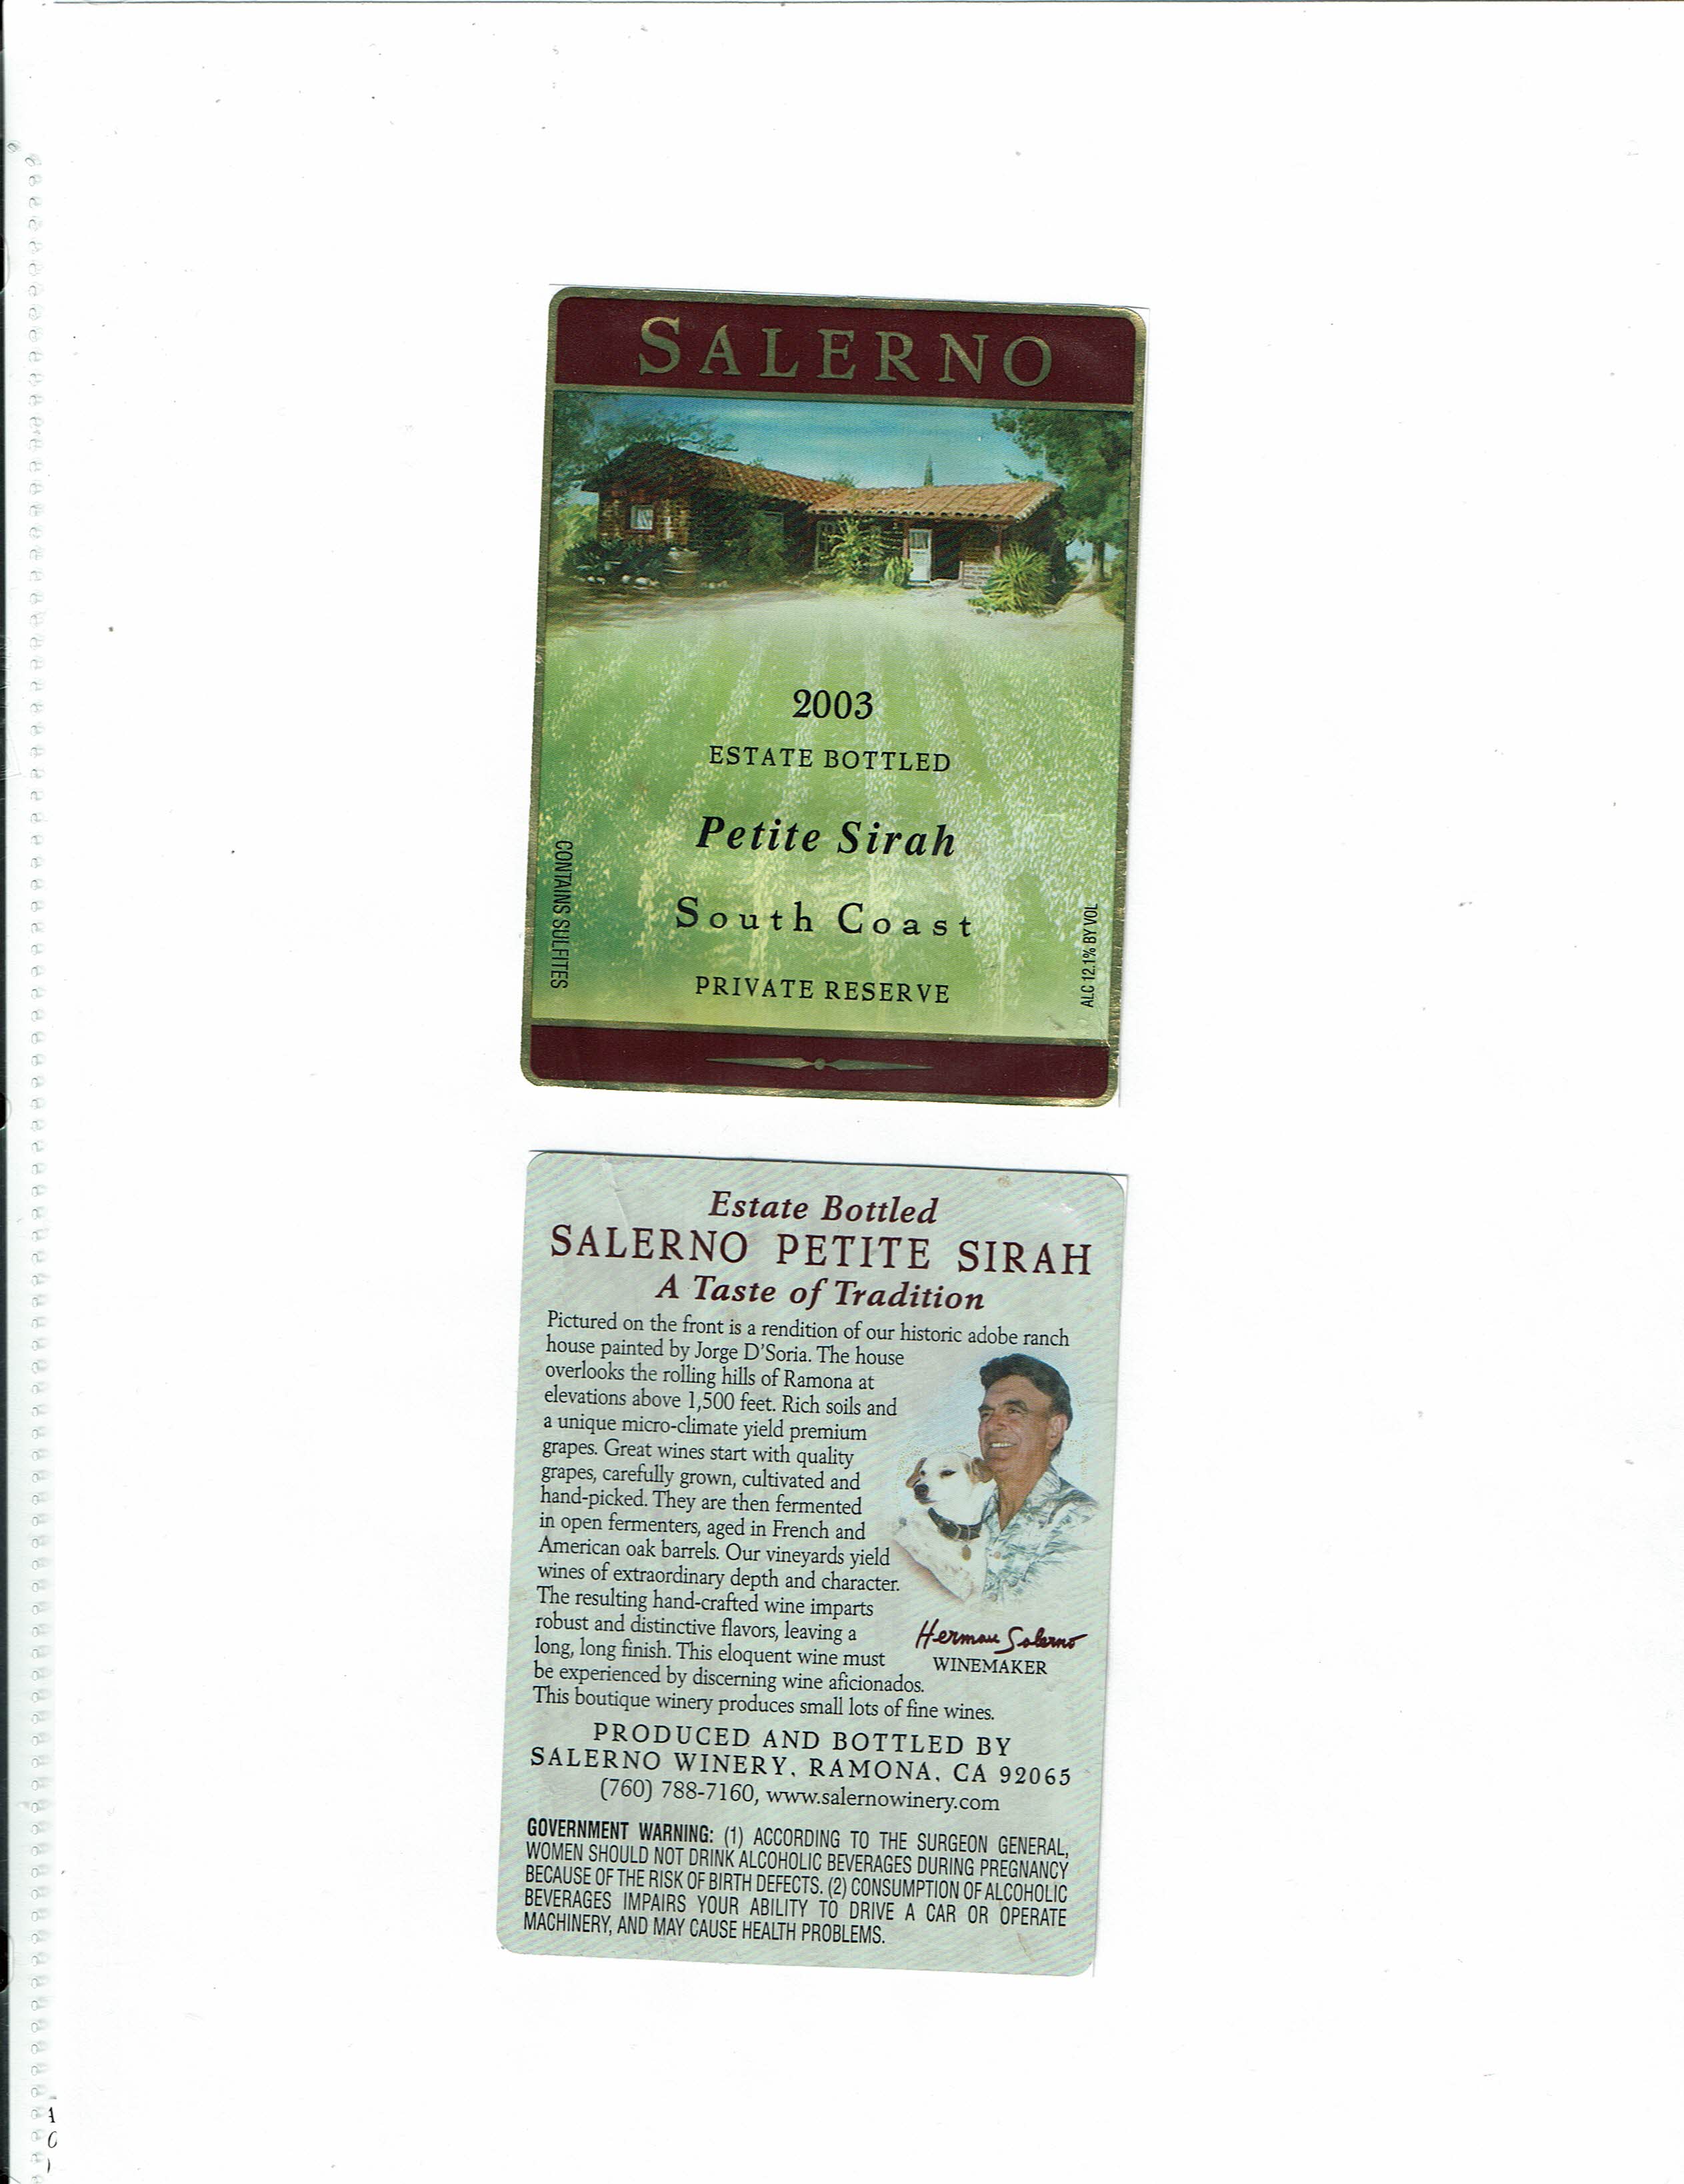 SALERNO
2003
ESTATE BOTTLED
Petite Sirah
South Coast
PRIVATE RESERVE
CONTAINS SULFITES
ALC 12.1% BY VOL
Estate Bottled
SALERNO PETITE SIRAH
A Taste of Tradition
Pictured on the front is a rendition of our historic adobe ranch
house painted by Jorge D'Soria. The house
overlooks the rolling hills of Ramona at
elevations above 1,500 feet. Rich soils and
a unique micro-climate yield premium
grapes. Great wines start with quality
grapes, carefully grown, cultivated and
hand-picked. They are then fermented
in open fermenters, aged in French and
American oak barrels. Our vineyards yield
wines of extraordinary depth and character.
The resulting hand-crafted wine imparts
robust and distinctive flavors, leaving a
long, long finish. This eloquent wine must
be experienced by discerning wine aficionados.
This boutique winery produces small lots of fine wines.
Herman Salerno
WINEMAKER
PRODUCED AND BOTTLED BY
SALERNO WINERY, RAMONA, CA 92065
(760) 788-7160, www.salernowinery.com
GOVERNMENT WARNING: (1) ACCORDING TO THE SURGEON GENERAL,
WOMEN SHOULD NOT DRINK ALCOHOLIC BEVERAGES DURING PREGNANCY
BECAUSE OF THE RISK OF BIRTH DEFECTS. (2) CONSUMPTION OF ALCOHOLIC
BEVERAGES IMPAIRS YOUR ABILITY TO DRIVE A CAR OR OPERATE
MACHINERY, AND MAY CAUSE HEALTH PROBLEMS.